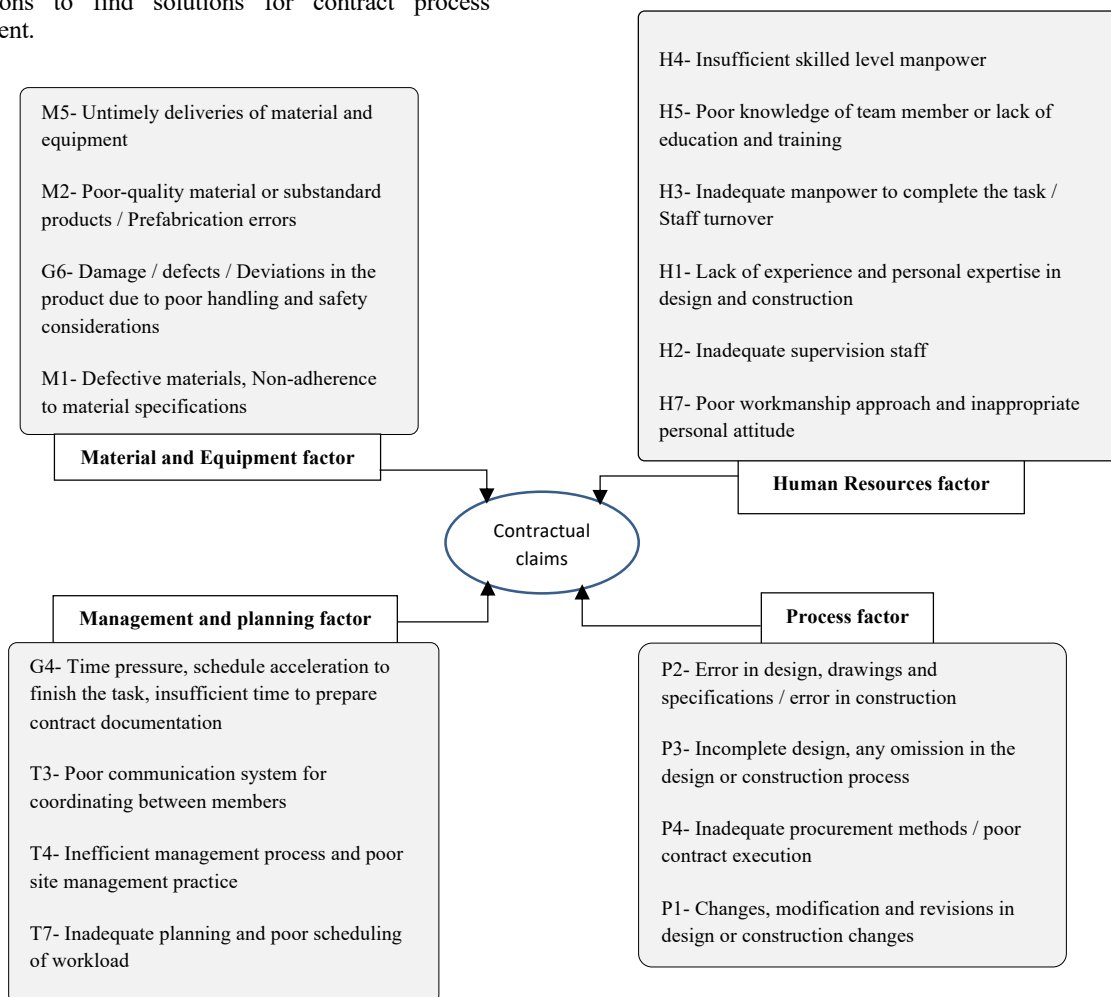 ons to find solutions for contract process
ent.
M5- Untimely deliveries of material and
equipment
M2- Poor-quality material or substandard
products / Prefabrication errors
G6- Damage / defects / Deviations in the
product due to poor handling and safety
considerations
M1- Defective materials, Non-adherence
to material specifications
Material and Equipment factor
H4- Insufficient skilled level manpower
H5- Poor knowledge of team member or lack of
education and training
H3- Inadequate manpower to complete the task /
Staff turnover
H1- Lack of experience and personal expertise in
design and construction
H2- Inadequate supervision staff
H7- Poor workmanship approach and inappropriate
personal attitude
Human Resources factor
Contractual
claims
Management and planning factor
G4- Time pressure, schedule acceleration to
finish the task, insufficient time to prepare
contract documentation
T3- Poor communication system for
coordinating between members
T4- Inefficient management process and poor
site management practice
T7- Inadequate planning and poor scheduling
of workload
Process factor
P2- Error in design, drawings and
specifications / error in construction
P3- Incomplete design, any omission in the
design or construction process
P4- Inadequate procurement methods / poor
contract execution
P1- Changes, modification and revisions in
design or construction changes